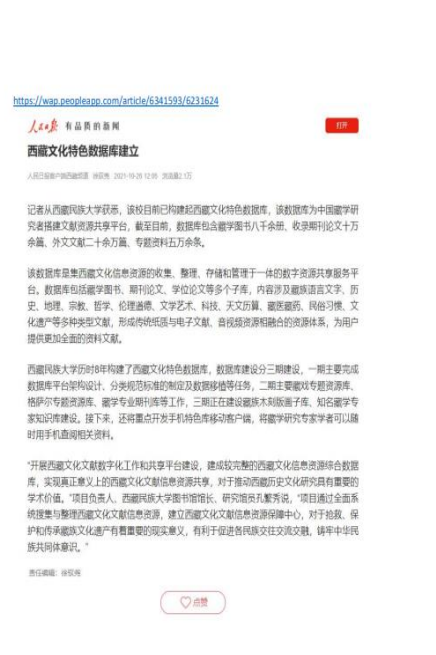 https://wap.peopleapp.com/article/6341593/6231624
人民日报 有品质的新闻
打开
西藏文化特色数据库建立
人民日报客户端西藏频道 徐驭尧 2021-10-26 12:05 浏览量2.1万
记者从西藏民族大学获悉，该校目前已构建起西藏文化特色数据库，该数据库为中国藏学研
究者搭建文献资源共享平台，截至目前，数据库包含藏学图书八千余册、收录期刊论文十万
余篇、外文文献二十余万篇、专题资料五万余条。
该数据库是集西藏文化信息资源的收集、整理、存储和管理于一体的数字资源共享服务平
台。数据库包括藏学图书、期刊论文、学位论文等多个子库，内容涉及藏族语言文字、历
史、地理、宗教、哲学、伦理道德、文学艺术、科技、天文历算、藏医藏药、民俗习惯、文
化遗产等多种类型文献，形成传统纸质与电子文献、音视频资源相融合的资源体系，为用户
提供更加全面的资料文献。
西藏民族大学历时8年构建了西藏文化特色数据库，数据库建设分三期建设，一期主要完成
数据库平台架构设计、分类规范标准的制定及数据移植等任务，二期主要藏戏专题资源库、
格萨尔专题资源库、藏学专业期刊库等工作，三期正在建设藏族木刻版画子库、知名藏学专
家知识库建设。接下来，还将重点开发手机特色库移动客户端，将藏学研究专家学者可以随
时用手机查阅相关资料。
“开展西藏文化文献数字化工作和共享平台建设，建成较完整的西藏文化信息资源综合数据
库，实现真正意义上的西藏文化文献信息资源共享，对于推动西藏历史文化研究具有重要的
学术价值。”项目负责人、西藏民族大学图书馆馆长、研究馆员孔繁秀说，“项目通过全面系
统搜集与整理西藏文化文献信息资源，建立西藏文化文献信息资源保障中心，对于抢救、保
护和传承藏族文化遗产有着重要的现实意义，有利于促进各民族交往交流交融，铸牢中华民
族共同体意识。”
责任编辑：徐驭尧
点赞